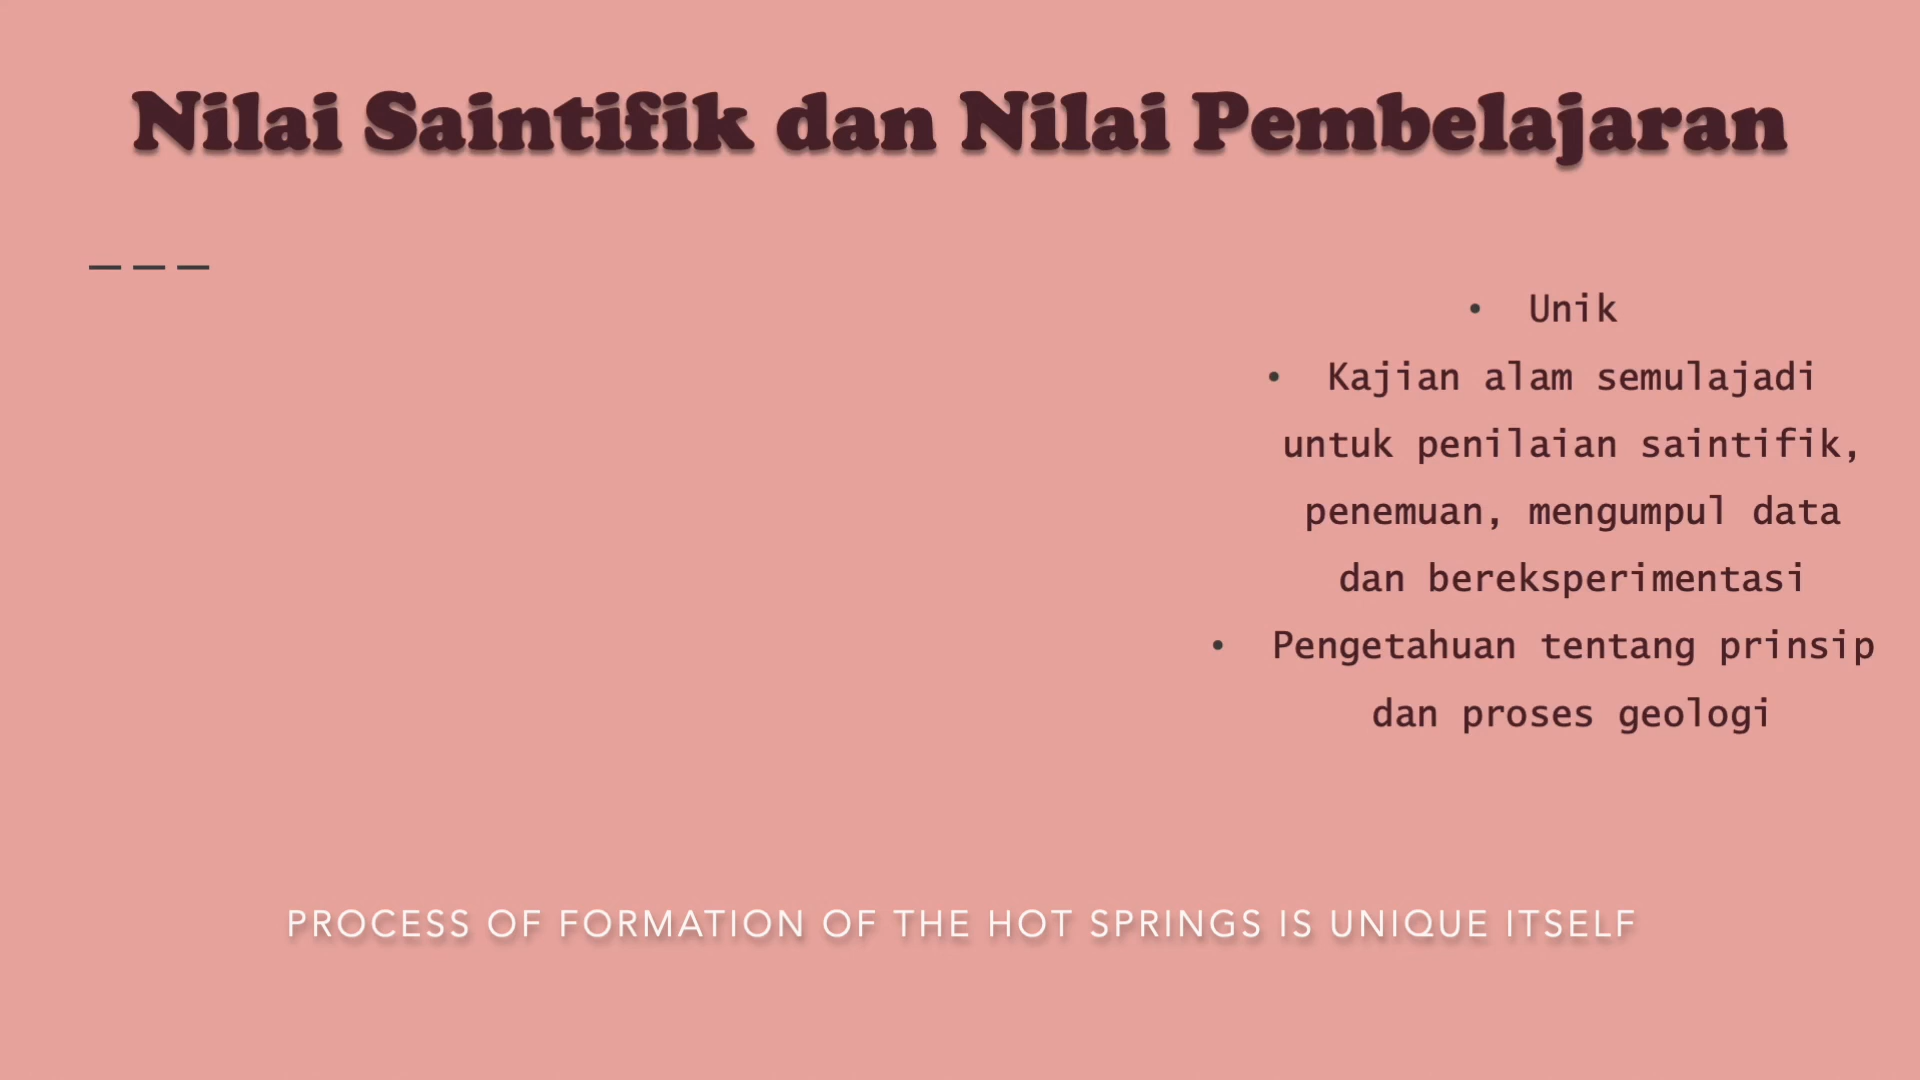 Nilai Saintifik dan Nilai Pembelajaran
• Unik
• Kajian alam semulajadi
untuk penilaian saintifik,
penemuan, mengumpul data
dan bereksperimentasi
• Pengetahuan tentang prinsip
dan proses geologi
PROCESS OF FORMATION OF THE HOT SPRINGS IS UNIQUE ITSELF